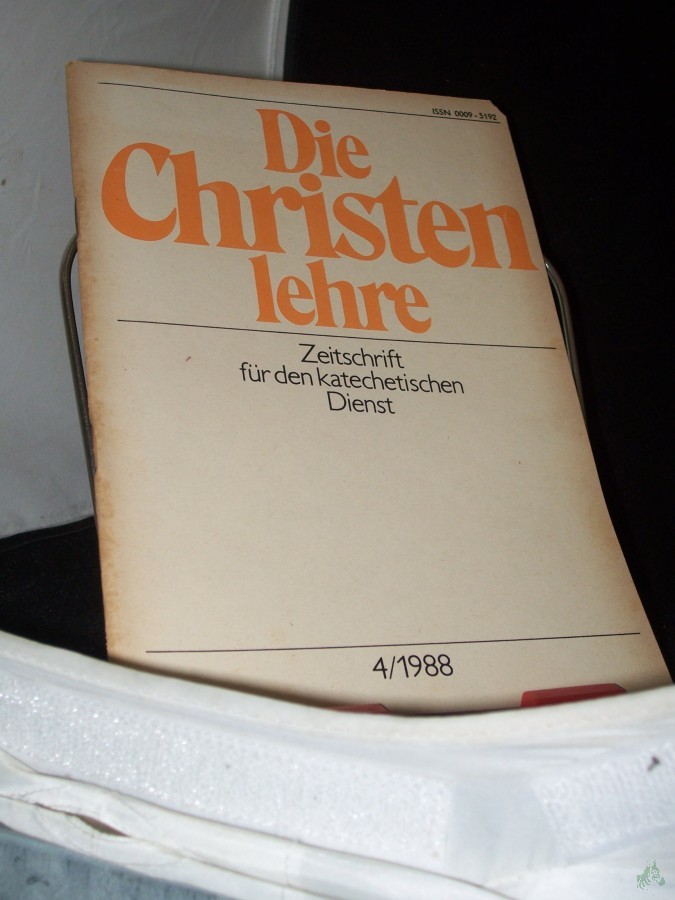 ISSN 0009-5192
Die
Christen
lehre
Zeitschrift
für den katechetischen
Dienst
4/1988